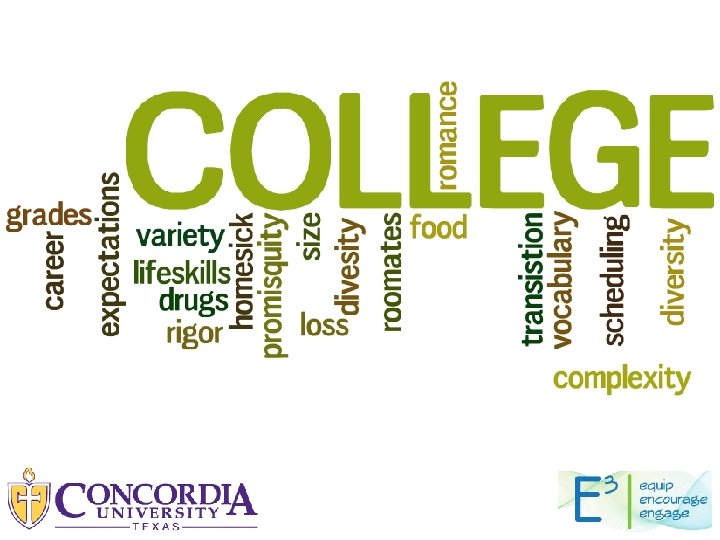 COLLEGE
romance
grades
career
expectations
variety
lifeskills
drugs
rigor
homesick
promisquity
size
loss
divesity
roomates
food
transistion
vocabulary
scheduling
diversity
complexity
CONCORDIA
UNIVERSITY
TEXAS
E3
equip
encourage
engage